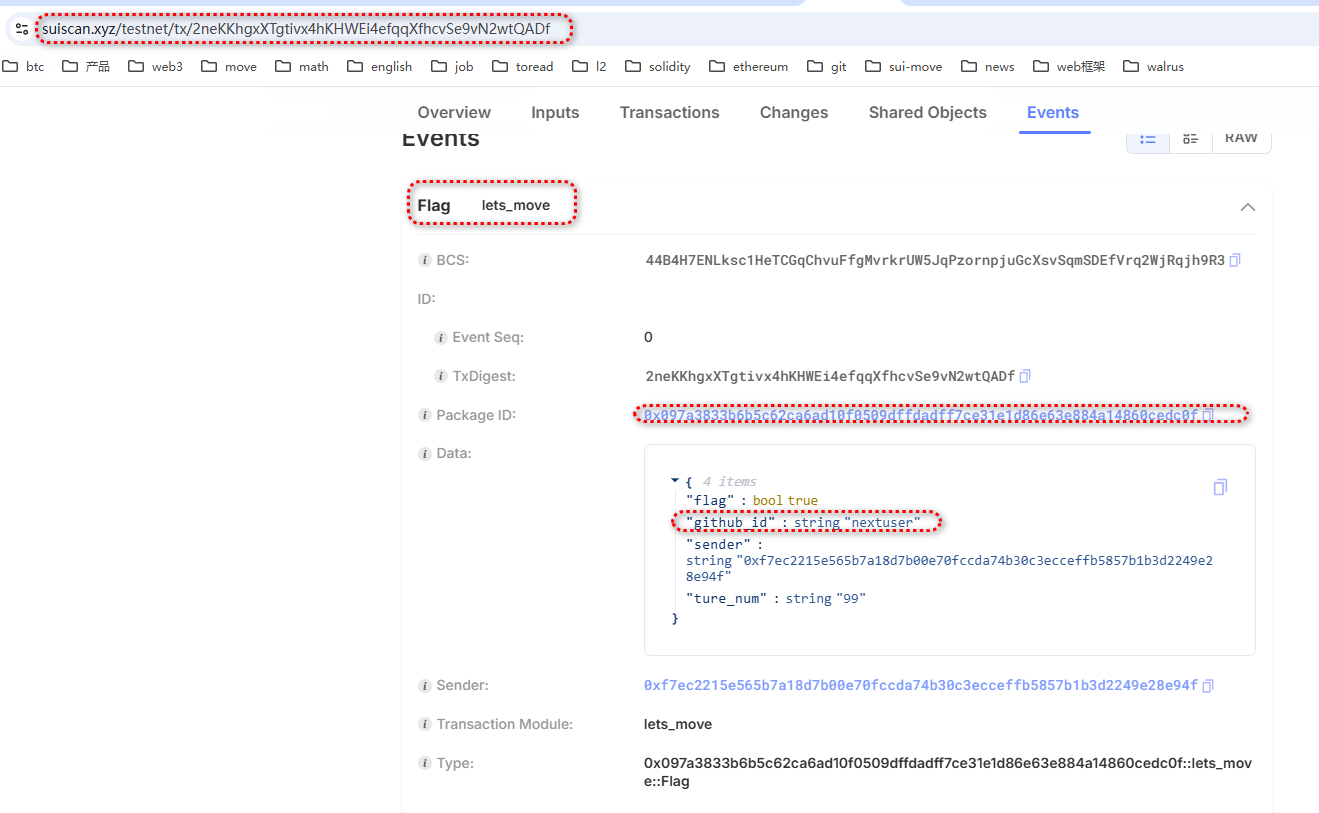 suiscan.xyz/testnet/tx/2neKKhgxXTgtivx4hKHWEi4efqqXfhcvSe9vN2wtQADf
btc 产品 web3 move math english job toread l2 solidity ethereum git sui-move news web框架 walrus
Overview Inputs Transactions Changes Shared Objects Events
Events RAW
Flag lets_move
BCS: 44B4H7ENLksc1HeTCGqChvuFfgMvrkrUW5JqPzornpjuGcXsvSqmSDEfVrq2WjRqjh9R3
ID:
Event Seq: 0
TxDigest: 2neKKhgxXTgtivx4hKHWEi4efqqXfhcvSe9vN2wtQADf
Package ID: 0x097a3833b6b5c62ca6ad10f0509dffdadff7ce31e1d86e63e884a14860cedc0f
Data:
{ 4 items
"flag" : bool true
"github_id" : string "nextuser"
"sender" :
string "0xf7ec2215e565b7a18d7b00e70fccda74b30c3ecceffb5857b1b3d2249e2
8e94f"
"ture_num" : string "99"
}
Sender: 0xf7ec2215e565b7a18d7b00e70fccda74b30c3ecceffb5857b1b3d2249e28e94f
Transaction Module: lets_move
Type: 0x097a3833b6b5c62ca6ad10f0509dffdadff7ce31e1d86e63e884a14860cedc0f::lets_mov
e::Flag